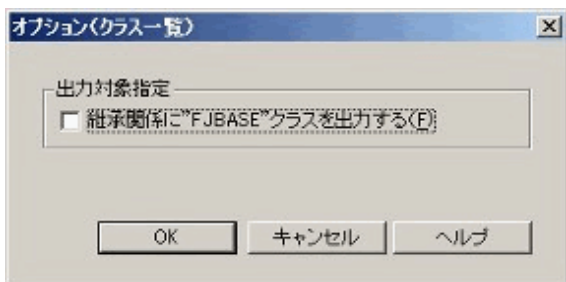 オプション(クラス一覧)
出力対象指定
継承関係に"FJBASE"クラスを出力する(F)
OK
キャンセル
ヘルプ